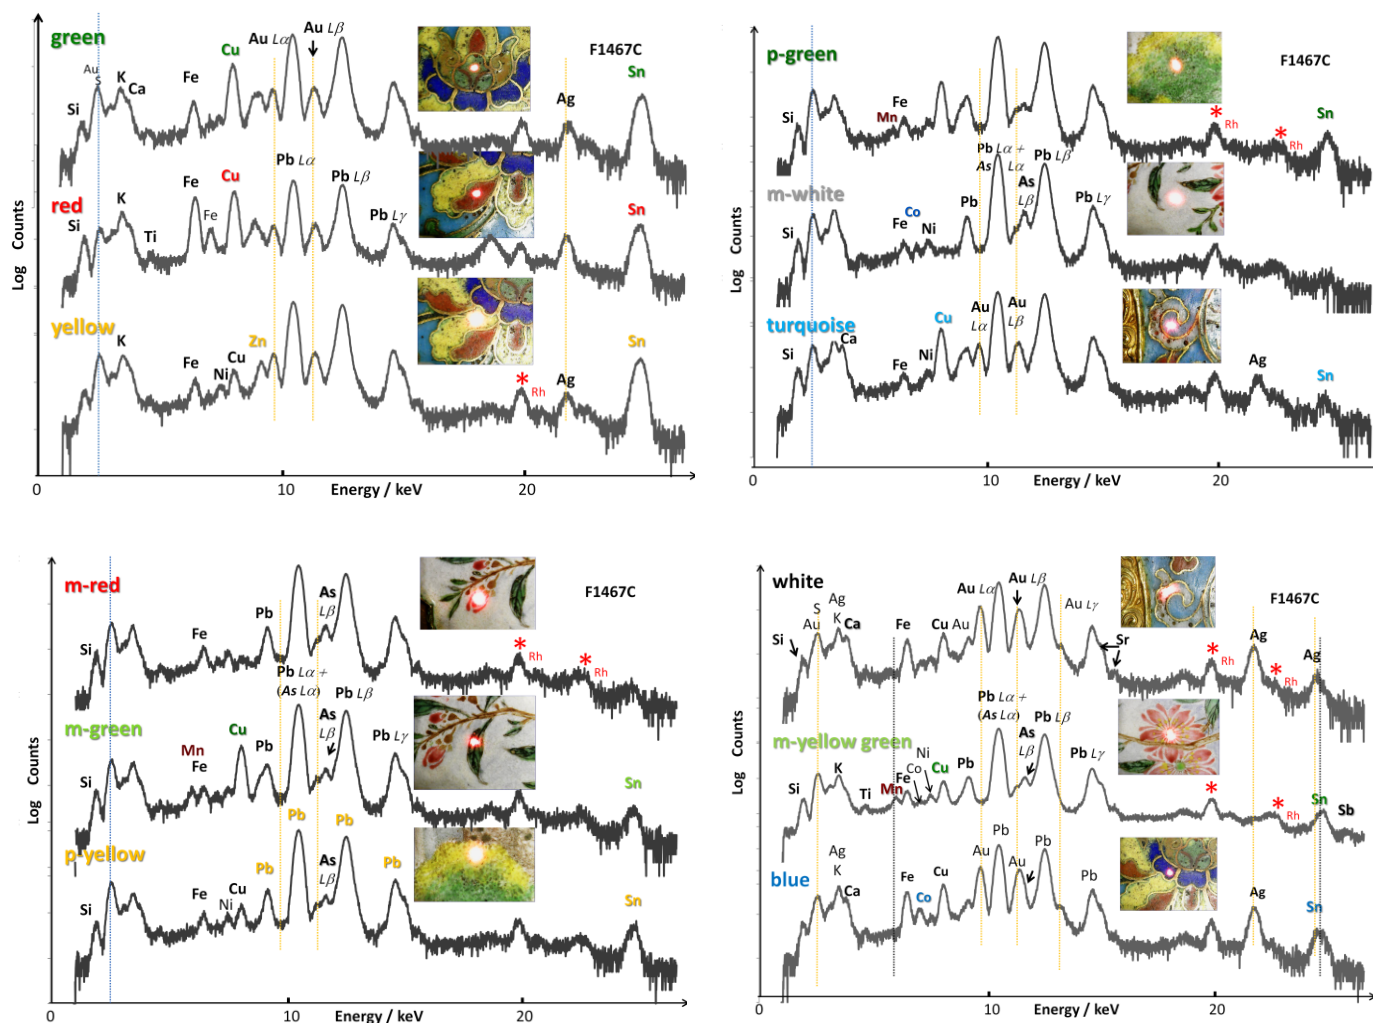 green
Au Lα
Au Lβ
F1467C
Cu
Sn
Au
S
K
Ca
Fe
Si
Ag
Pb Lα
red
Fe
Cu
Pb Lβ
Fe
K
Pb Lγ
Sn
Si
Ti
yellow
K
Zn
Sn
Fe
Cu
Ni
*
Rh
Ag
Log Counts
0
10
20
Energy / keV
p-green
F1467C
Si
Fe
Mn
*
Rh
*
Rh
Sn
Pb Lα +
As Lα
Pb Lβ
m-white
As
Lβ
Pb
Pb Lγ
Si
Co
Fe
Ni
turquoise
Cu
Au
Lα
Au
Lβ
Ca
Si
Ni
Fe
Ag
Sn
Log Counts
0
10
20
Energy / keV
m-red
F1467C
As
Lβ
Pb
Fe
Si
*
Rh
*
Rh
Pb Lα +
(As Lα)
Pb Lβ
m-green
Cu
As
Lβ
Mn
Fe
Pb
Pb Lγ
Si
Sn
Pb
Pb
p-yellow
Pb
As
Lβ
Pb
Fe
Cu
Ni
Si
Sn
Log Counts
0
10
20
Energy / keV
white
Au Lα
Au
Lβ
F1467C
Ag
S
K
Au
Ca
Fe
Cu
Au
Au Lγ
Si
Sr
*
Rh
*
Rh
Ag
Ag
Pb Lα +
(As Lα)
Pb Lβ
m-yellow green
As
Lβ
Pb Lγ
K
Ni
Co
Fe
Cu
Pb
Si
Ti
Mn
*
*
Rh
Sn
Sb
Pb
Pb
Ag
K
Au
Au
blue
Ca
Fe
Co
Cu
Pb
Ag
Sn
Log Counts
0
10
20
Energy / keV